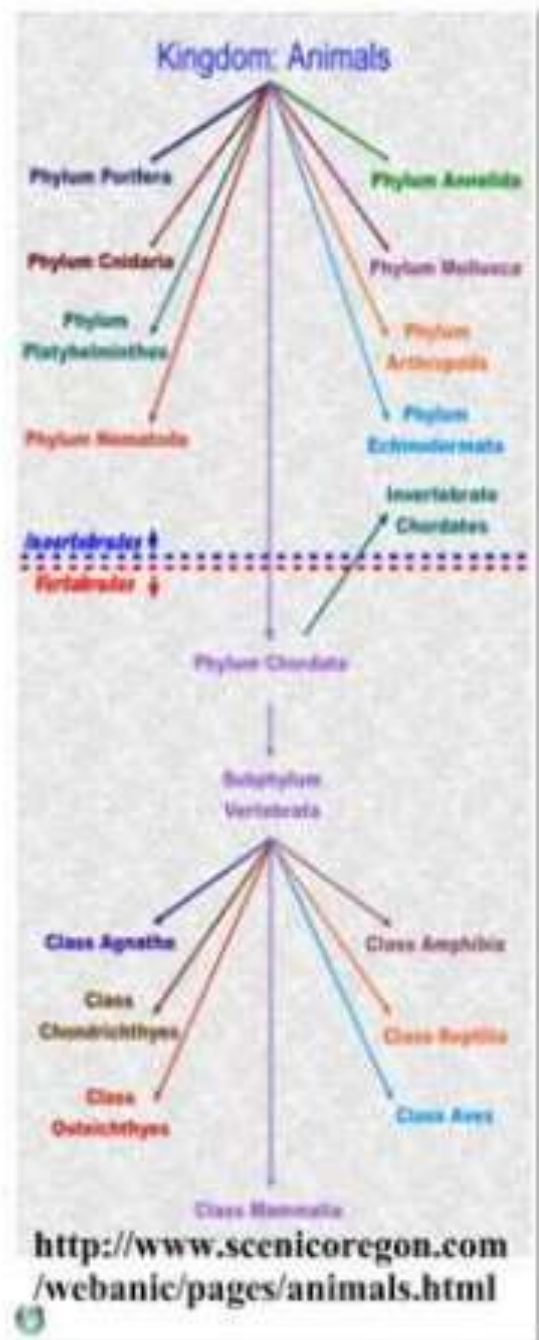 Kingdom: Animals
Phylum Porifera
Phylum Annelida
Phylum Cnidaria
Phylum Mollusca
Phylum
Platyhelminthes
Phylum
Arthropoda
Phylum Nematoda
Phylum
Echinodermata
Invertebrate
Chordates
Invertebrates
Vertebrates
Phylum Chordata
Subphylum
Vertebrata
Class Agnatha
Class Amphibia
Class
Chondrichthyes
Class Reptilia
Class
Osteichthyes
Class Aves
Class Mammalia
http://www.scenicoregon.com
/webanic/pages/animals.html